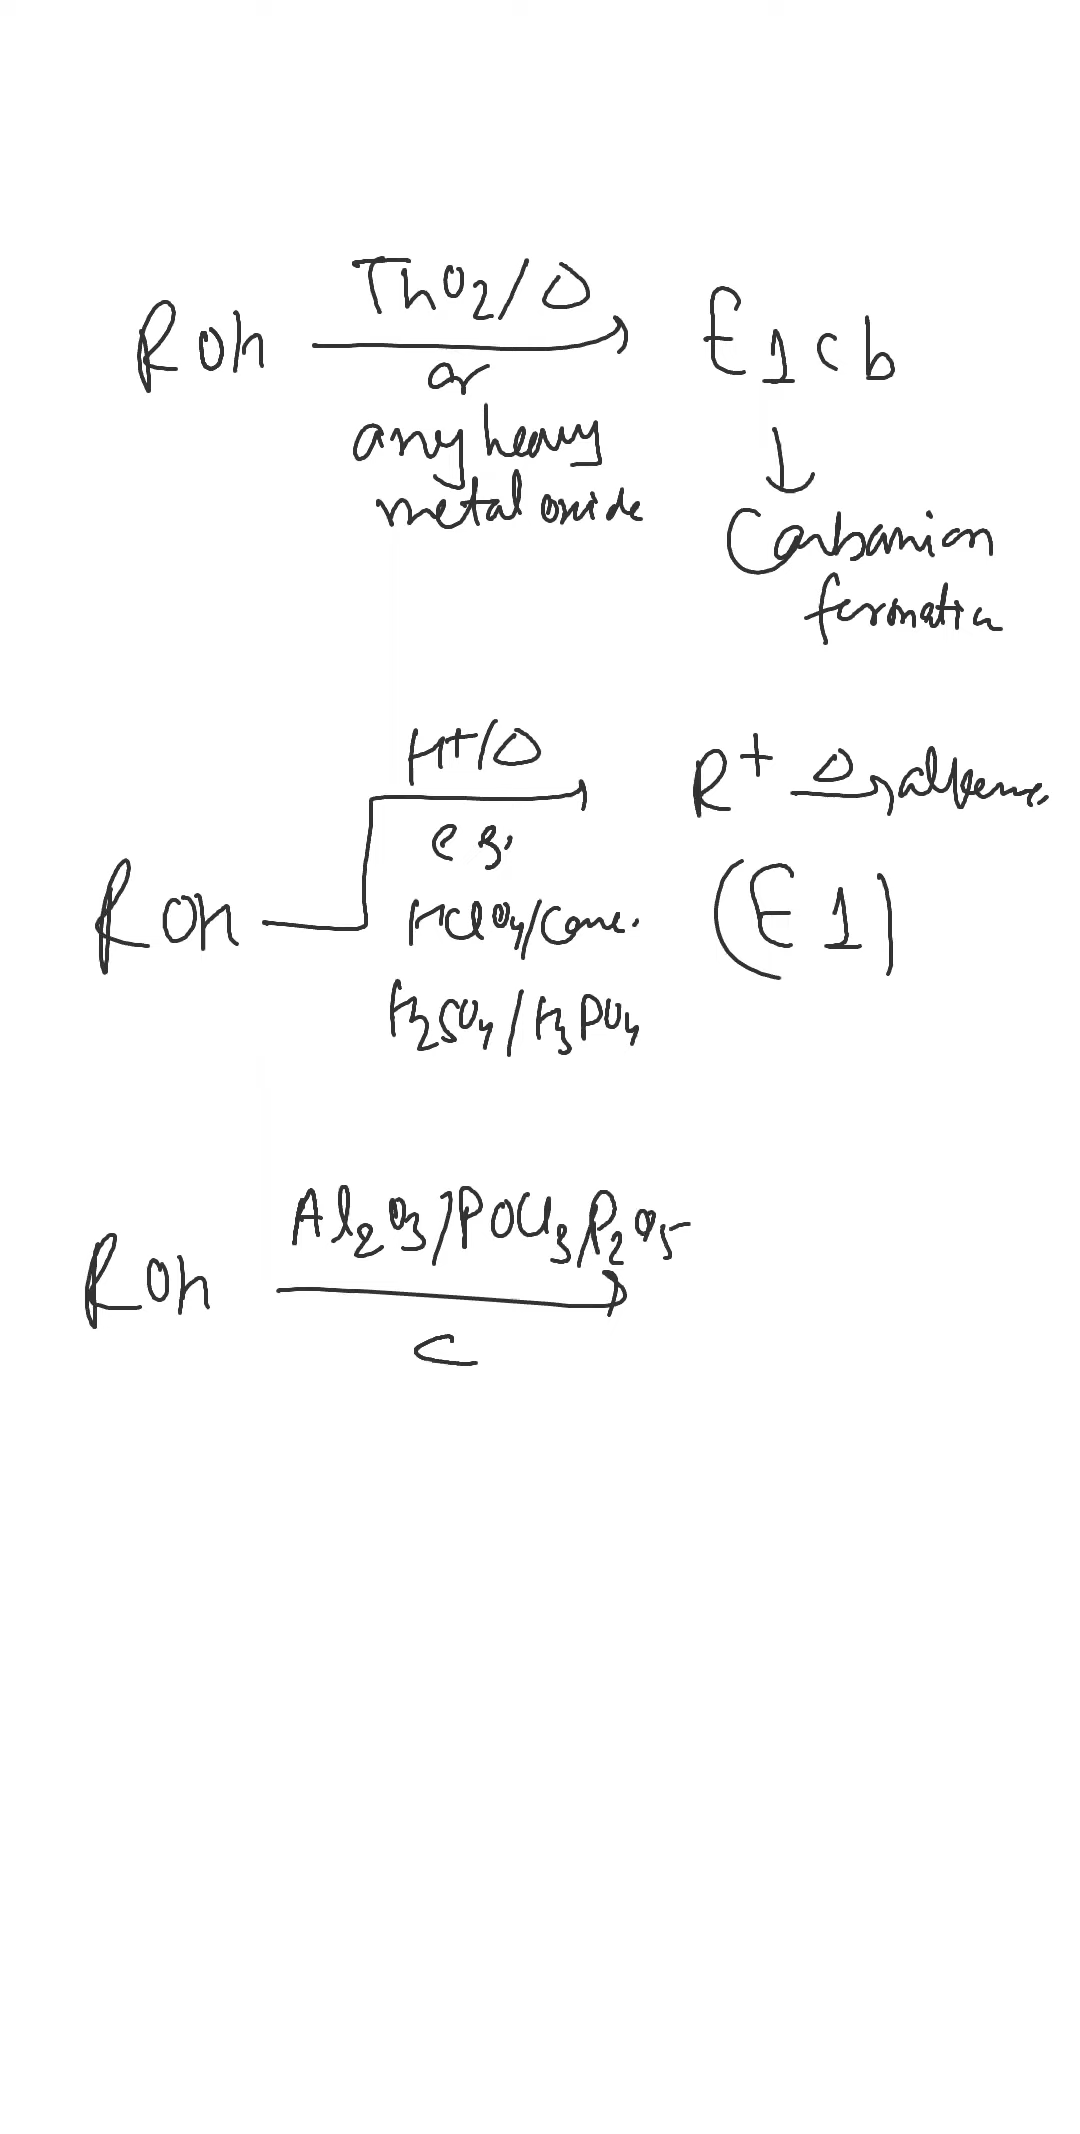 ThO2/Δ
Roh → E1cb
or
any heavy
metal oxide
↓
Carbanion
formation
H+/Δ
R+ Δ→ alkene
e.g.
Roh
HClO4/Conc.
(E1)
H2SO4/H3PO4
Al2O3/POCl3/P2O5
Roh →